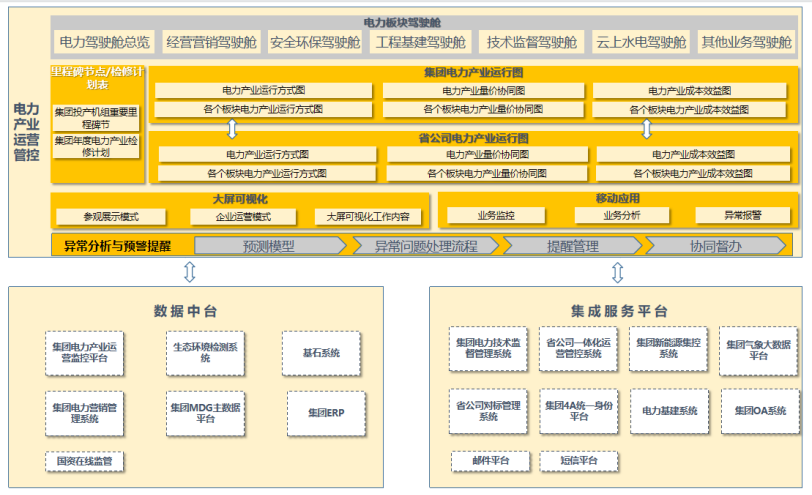 电力板块驾驶舱
电力驾驶舱总览
经营营销驾驶舱
安全环保驾驶舱
工程基建驾驶舱
技术监督驾驶舱
云上水电驾驶舱
其他业务驾驶舱
电力
产业
运营
管控
里程碑节点/检修计
划表
集团投产机组重要里
程碑节
集团年度电力产业检
修计划
集团电力产业运行图
电力产业运行方式图
电力产业量价协同图
电力产业成本效益图
各个板块电力产业运行方式图
各个板块电力产业量价协同图
各个板块电力产业成本效益图
省公司电力产业运行图
电力产业运行方式图
电力产业量价协同图
电力产业成本效益图
各个板块电力产业运行方式图
各个板块电力产业量价协同图
各个板块电力产业成本效益图
大屏可视化
参观展示模式
企业运营模式
大屏可视化工作内容
移动应用
业务监控
业务分析
异常报警
异常分析与预警提醒
预测模型
异常问题处理流程
提醒管理
协同督办
数据中台
集团电力产业运
营监控平台
生态环境检测系
统
基石系统
集团电力营销管
理系统
集团MDG主数据
平台
集团ERP
国资在线监管
集成服务平台
集团电力技术监
督管理系统
省公司一体化运
营管控系统
集团新能源集控
系统
集团气象大数据
平台
省公司对标管理
系统
集团4A统一身份
平台
电力基建系统
集团OA系统
邮件平台
短信平台